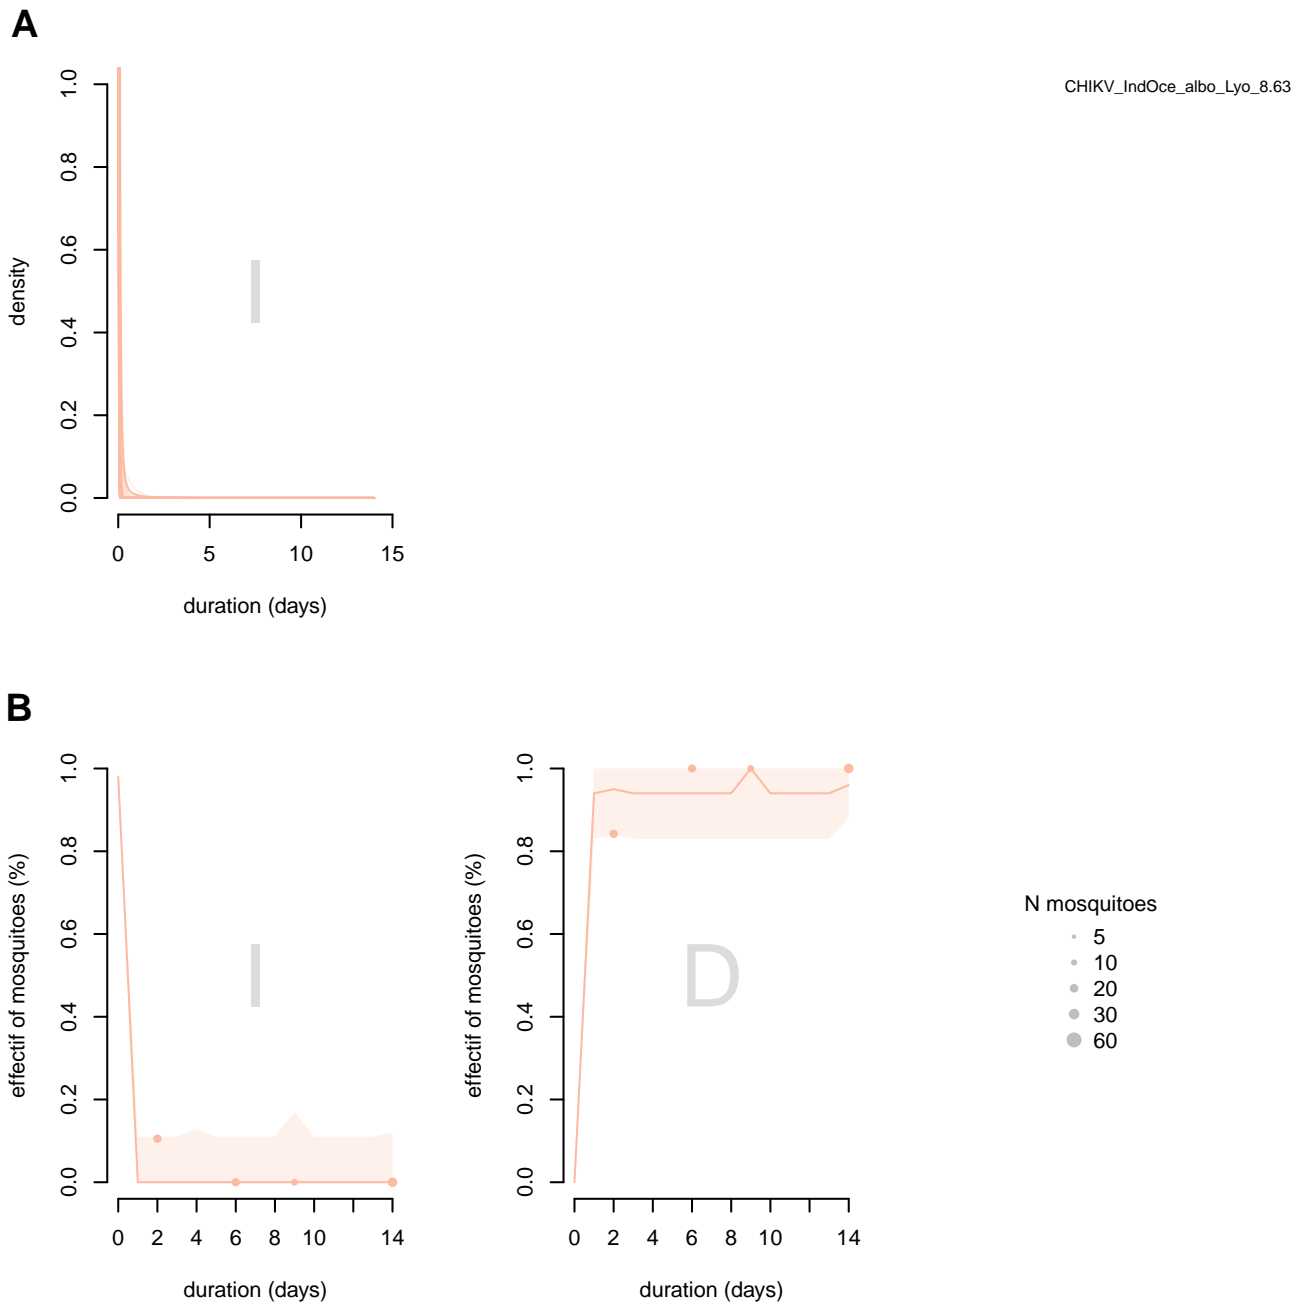 A
CHIKV_IndOce_albo_Lyo_8.63
density
0.0 0.2 0.4 0.6 0.8 1.0
I
0 5 10 15
duration (days)
B
effectif of mosquitoes (%)
0.0 0.2 0.4 0.6 0.8 1.0
I
0 2 4 6 8 10 14
duration (days)
effectif of mosquitoes (%)
0.0 0.2 0.4 0.6 0.8 1.0
D
0 2 4 6 8 10 14
duration (days)
N mosquitoes
5
10
20
30
60